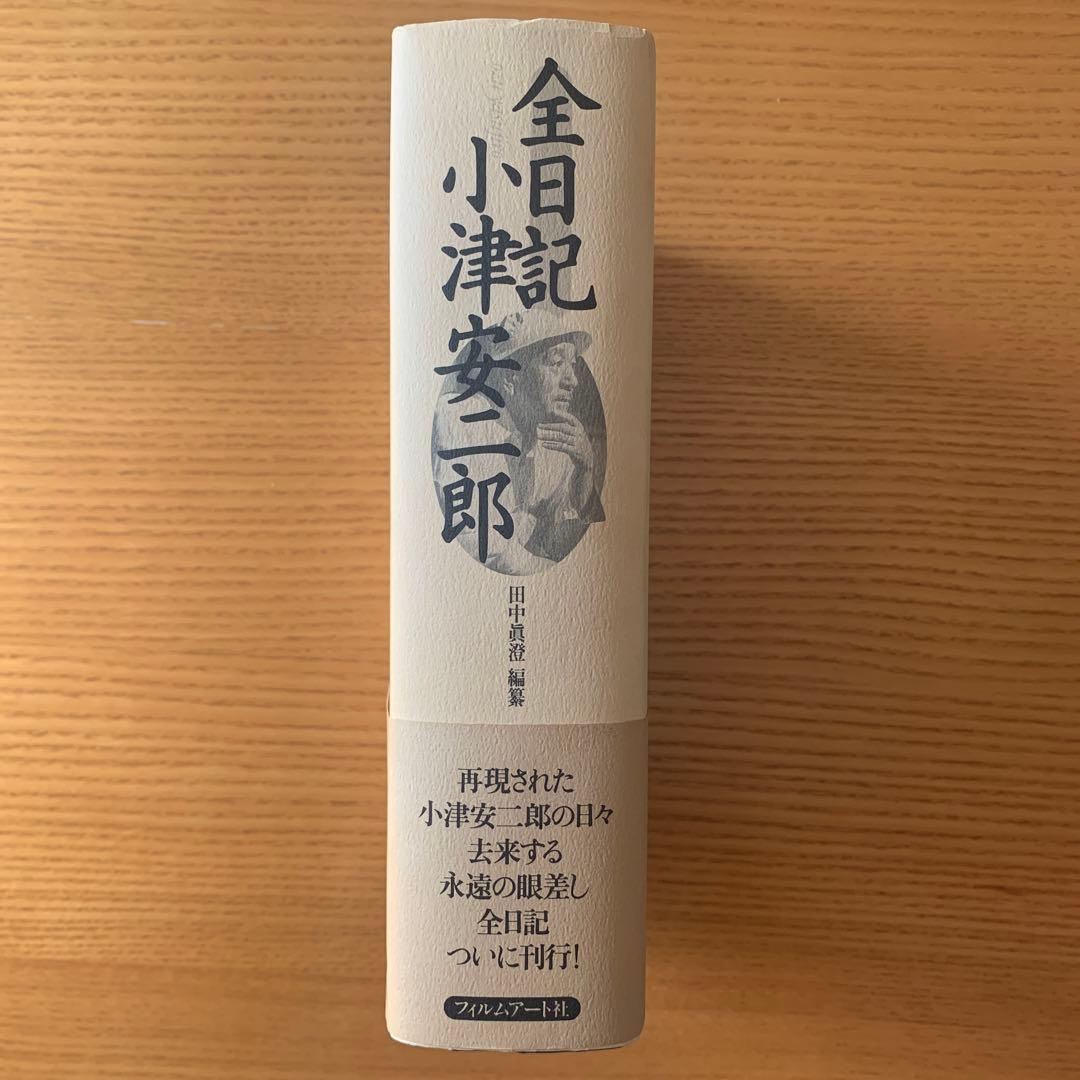 全日記
小津安二郎
田中眞澄 編纂
再現された
小津安二郎の日々
去来する
永遠の眼差し
全日記
ついに刊行!
フィルムアート社